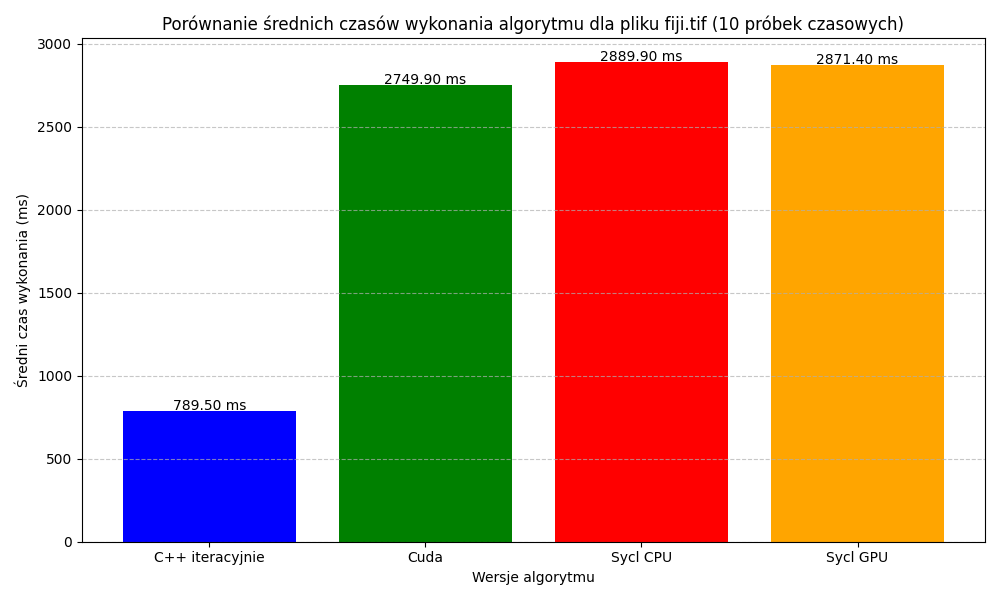 Porównanie średnich czasów wykonania algorytmu dla pliku fiji.tif (10 próbek czasowych)
Średni czas wykonania (ms)
3000
2500
2000
1500
1000
500
0
789.50 ms
2749.90 ms
2889.90 ms
2871.40 ms
C++ iteracyjnie
Cuda
Sycl CPU
Sycl GPU
Wersje algorytmu